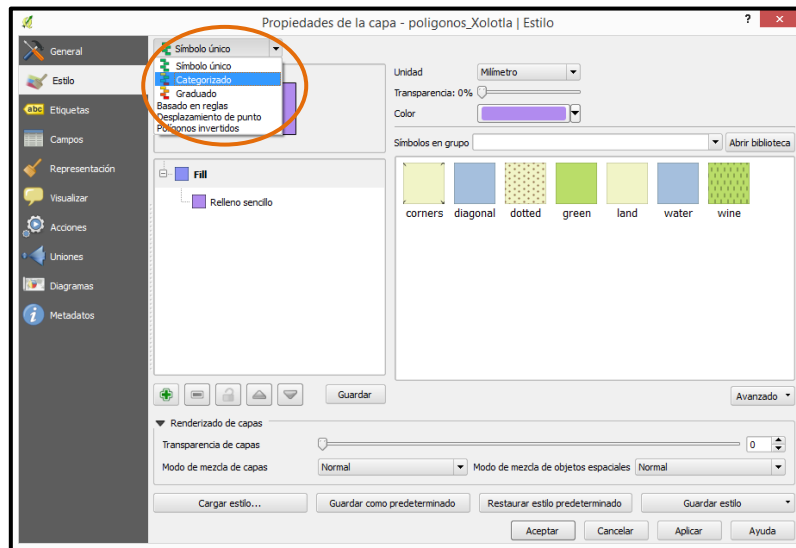 Propiedades de la capa - poligonos_Xolotla | Estilo
General
Estilo
abc Etiquetas
Campos
Representación
Visualizar
Acciones
Uniones
Diagramas
Metadatos
Símbolo único
Símbolo único
Categorizado
Graduado
Basado en reglas
Desplazamiento de punto
Polígonos invertidos
Unidad Milímetro
Transparencia: 0%
Color
Símbolos en grupo Abrir biblioteca
Fill
Relleno sencillo
corners diagonal dotted green land water wine
Guardar Avanzado
Renderizado de capas
Transparencia de capas 0
Modo de mezcla de capas Normal Modo de mezcla de objetos espaciales Normal
Cargar estilo... Guardar como predeterminado Restaurar estilo predeterminado Guardar estilo
Aceptar Cancelar Aplicar Ayuda